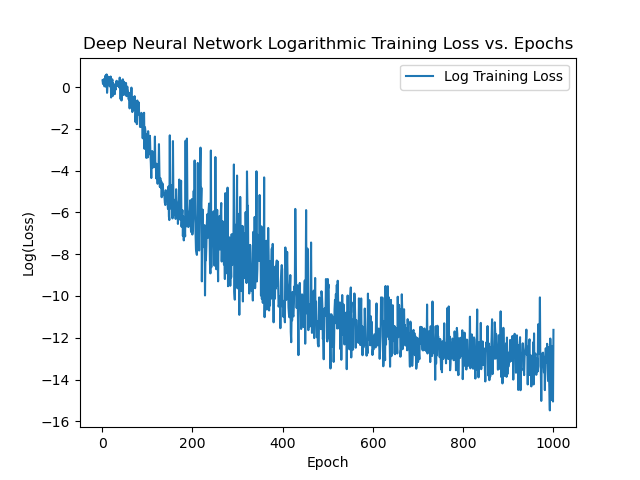 Deep Neural Network Logarithmic Training Loss vs. Epochs
Log Training Loss
0
−2
−4
−6
−8
−10
−12
−14
−16
Log(Loss)
0 200 400 600 800 1000
Epoch